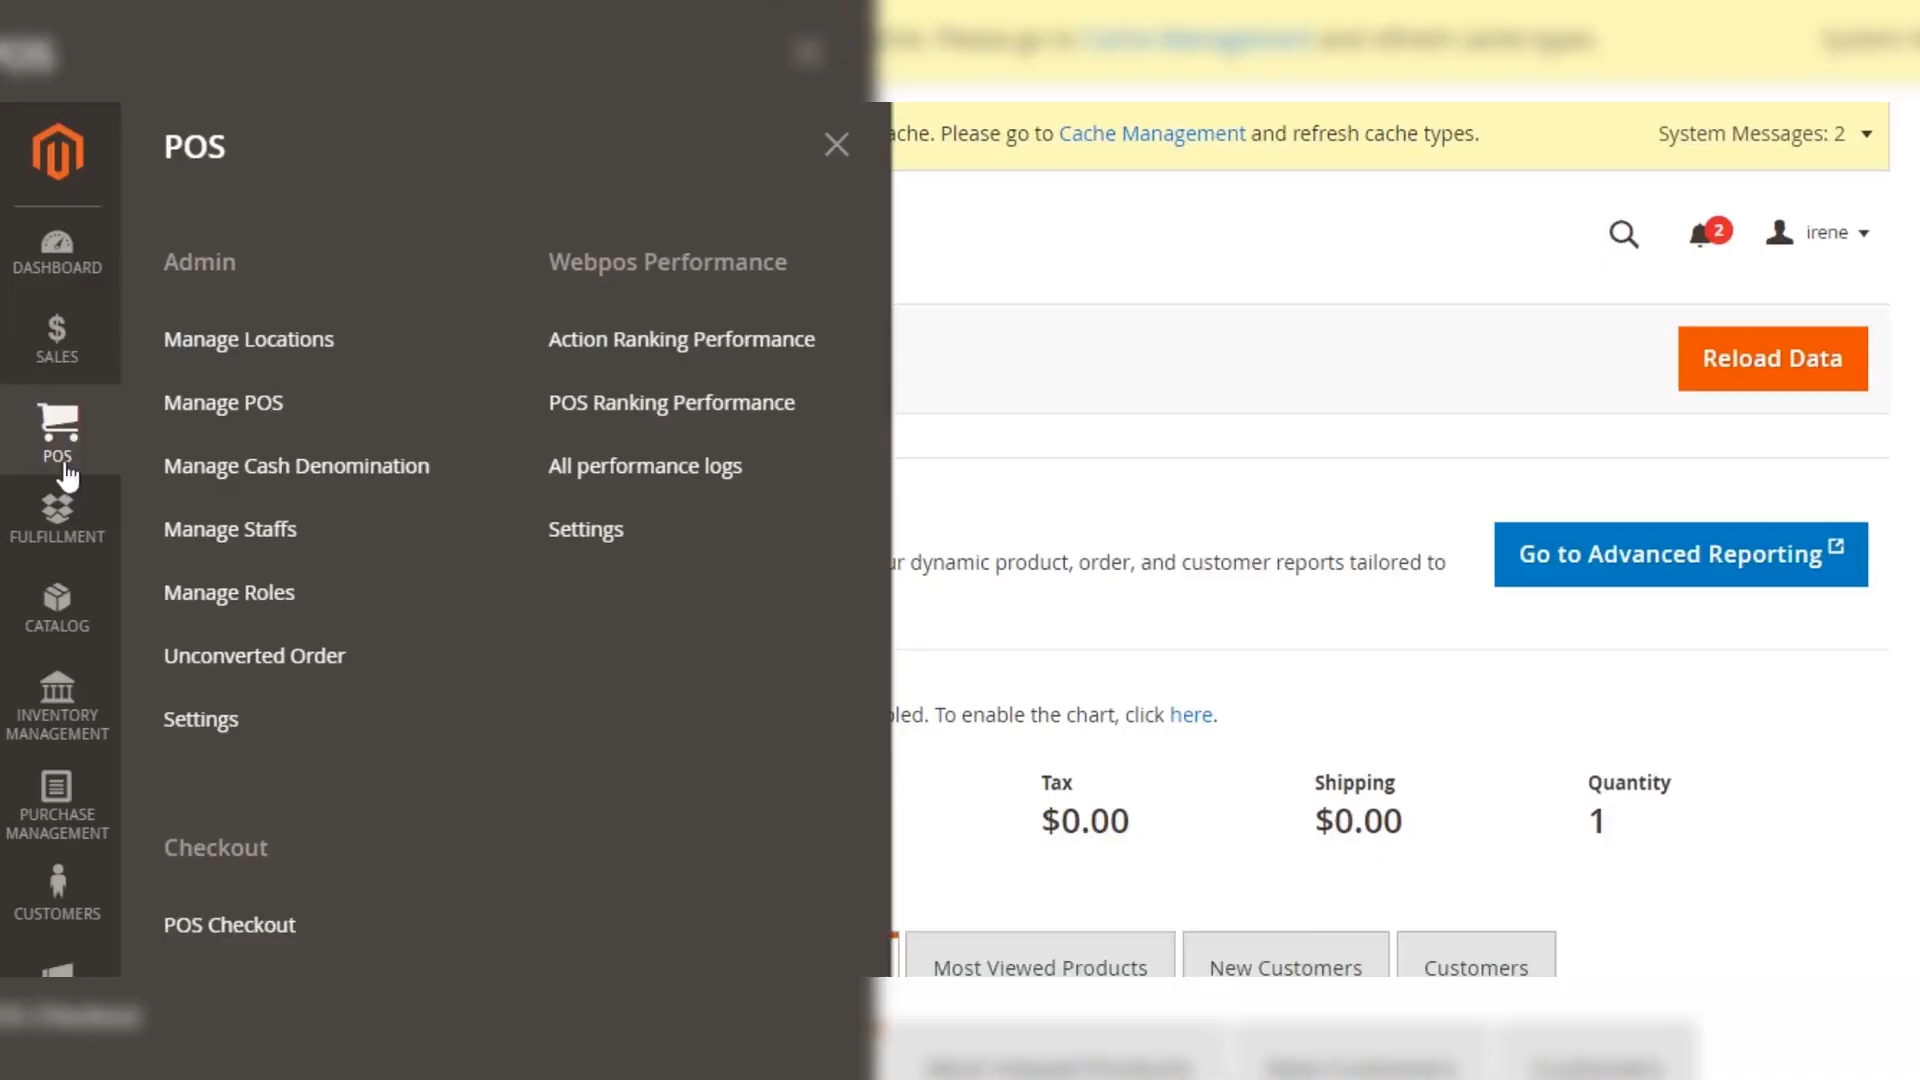 POS
ache. Please go to Cache Management and refresh cache types.
System Messages: 2
2
irene
DASHBOARD
SALES
POS
FULFILLMENT
CATALOG
INVENTORY
MANAGEMENT
PURCHASE
MANAGEMENT
CUSTOMERS
Admin
Manage Locations
Manage POS
Manage Cash Denomination
Manage Staffs
Manage Roles
Unconverted Order
Settings
Checkout
POS Checkout
Webpos Performance
Action Ranking Performance
POS Ranking Performance
All performance logs
Settings
Reload Data
ur dynamic product, order, and customer reports tailored to
Go to Advanced Reporting
bled. To enable the chart, click here.
Tax
$0.00
Shipping
$0.00
Quantity
1
Most Viewed Products
New Customers
Customers